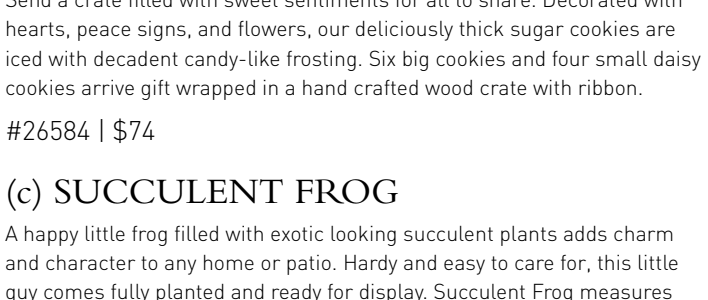 Send a crate filled with sweet sentiments for all to share. Decorated with
hearts, peace signs, and flowers, our deliciously thick sugar cookies are
iced with decadent candy-like frosting. Six big cookies and four small daisy
cookies arrive gift wrapped in a hand crafted wood crate with ribbon.
#26584 | $74
(c) SUCCULENT FROG
A happy little frog filled with exotic looking succulent plants adds charm
and character to any home or patio. Hardy and easy to care for, this little
guy comes fully planted and ready for display. Succulent Frog measures